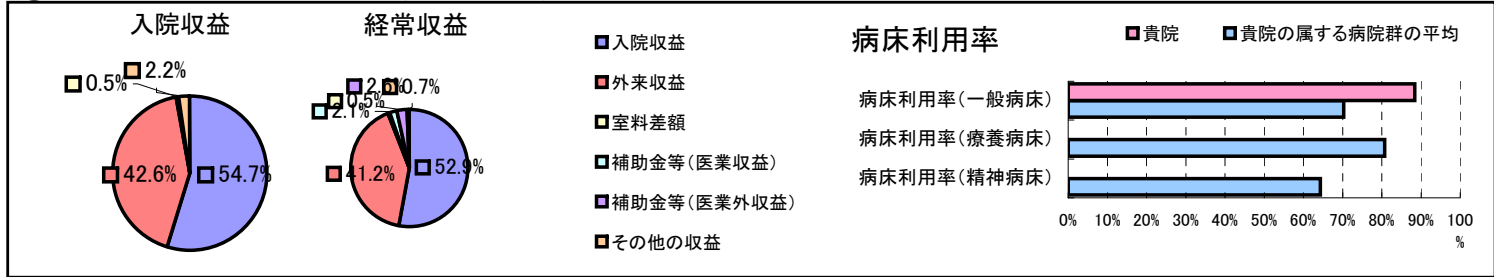 入院収益
経常収益
0.5%
2.2%
42.6%
54.7%
2.1%
0.5%
2.6%
0.7%
41.2%
52.9%
入院収益
外来収益
室料差額
補助金等(医業収益)
補助金等(医業外収益)
その他の収益
病床利用率
貴院
貴院の属する病院群の平均
病床利用率(一般病床)
病床利用率(療養病床)
病床利用率(精神病床)
0% 10% 20% 30% 40% 50% 60% 70% 80% 90% 100
%